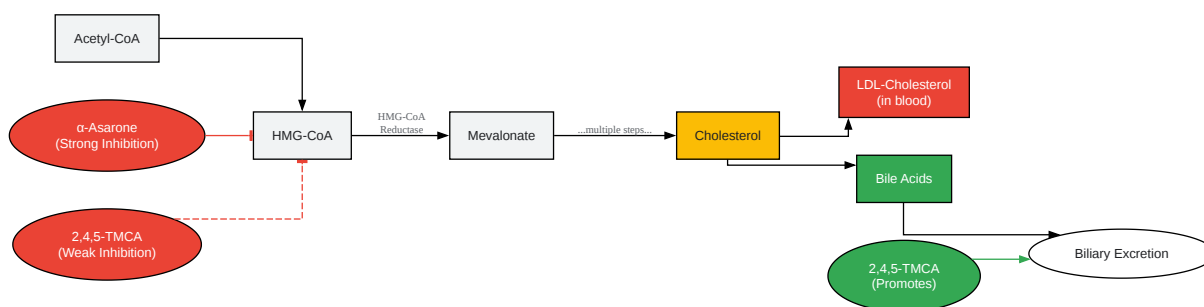 Acetyl-CoA
α-Asarone
(Strong Inhibition)
HMG-CoA
HMG-CoA
Reductase
Mevalonate
...multiple steps...
Cholesterol
LDL-Cholesterol
(in blood)
Bile Acids
2,4,5-TMCA
(Weak Inhibition)
2,4,5-TMCA
(Promotes)
Biliary Excretion